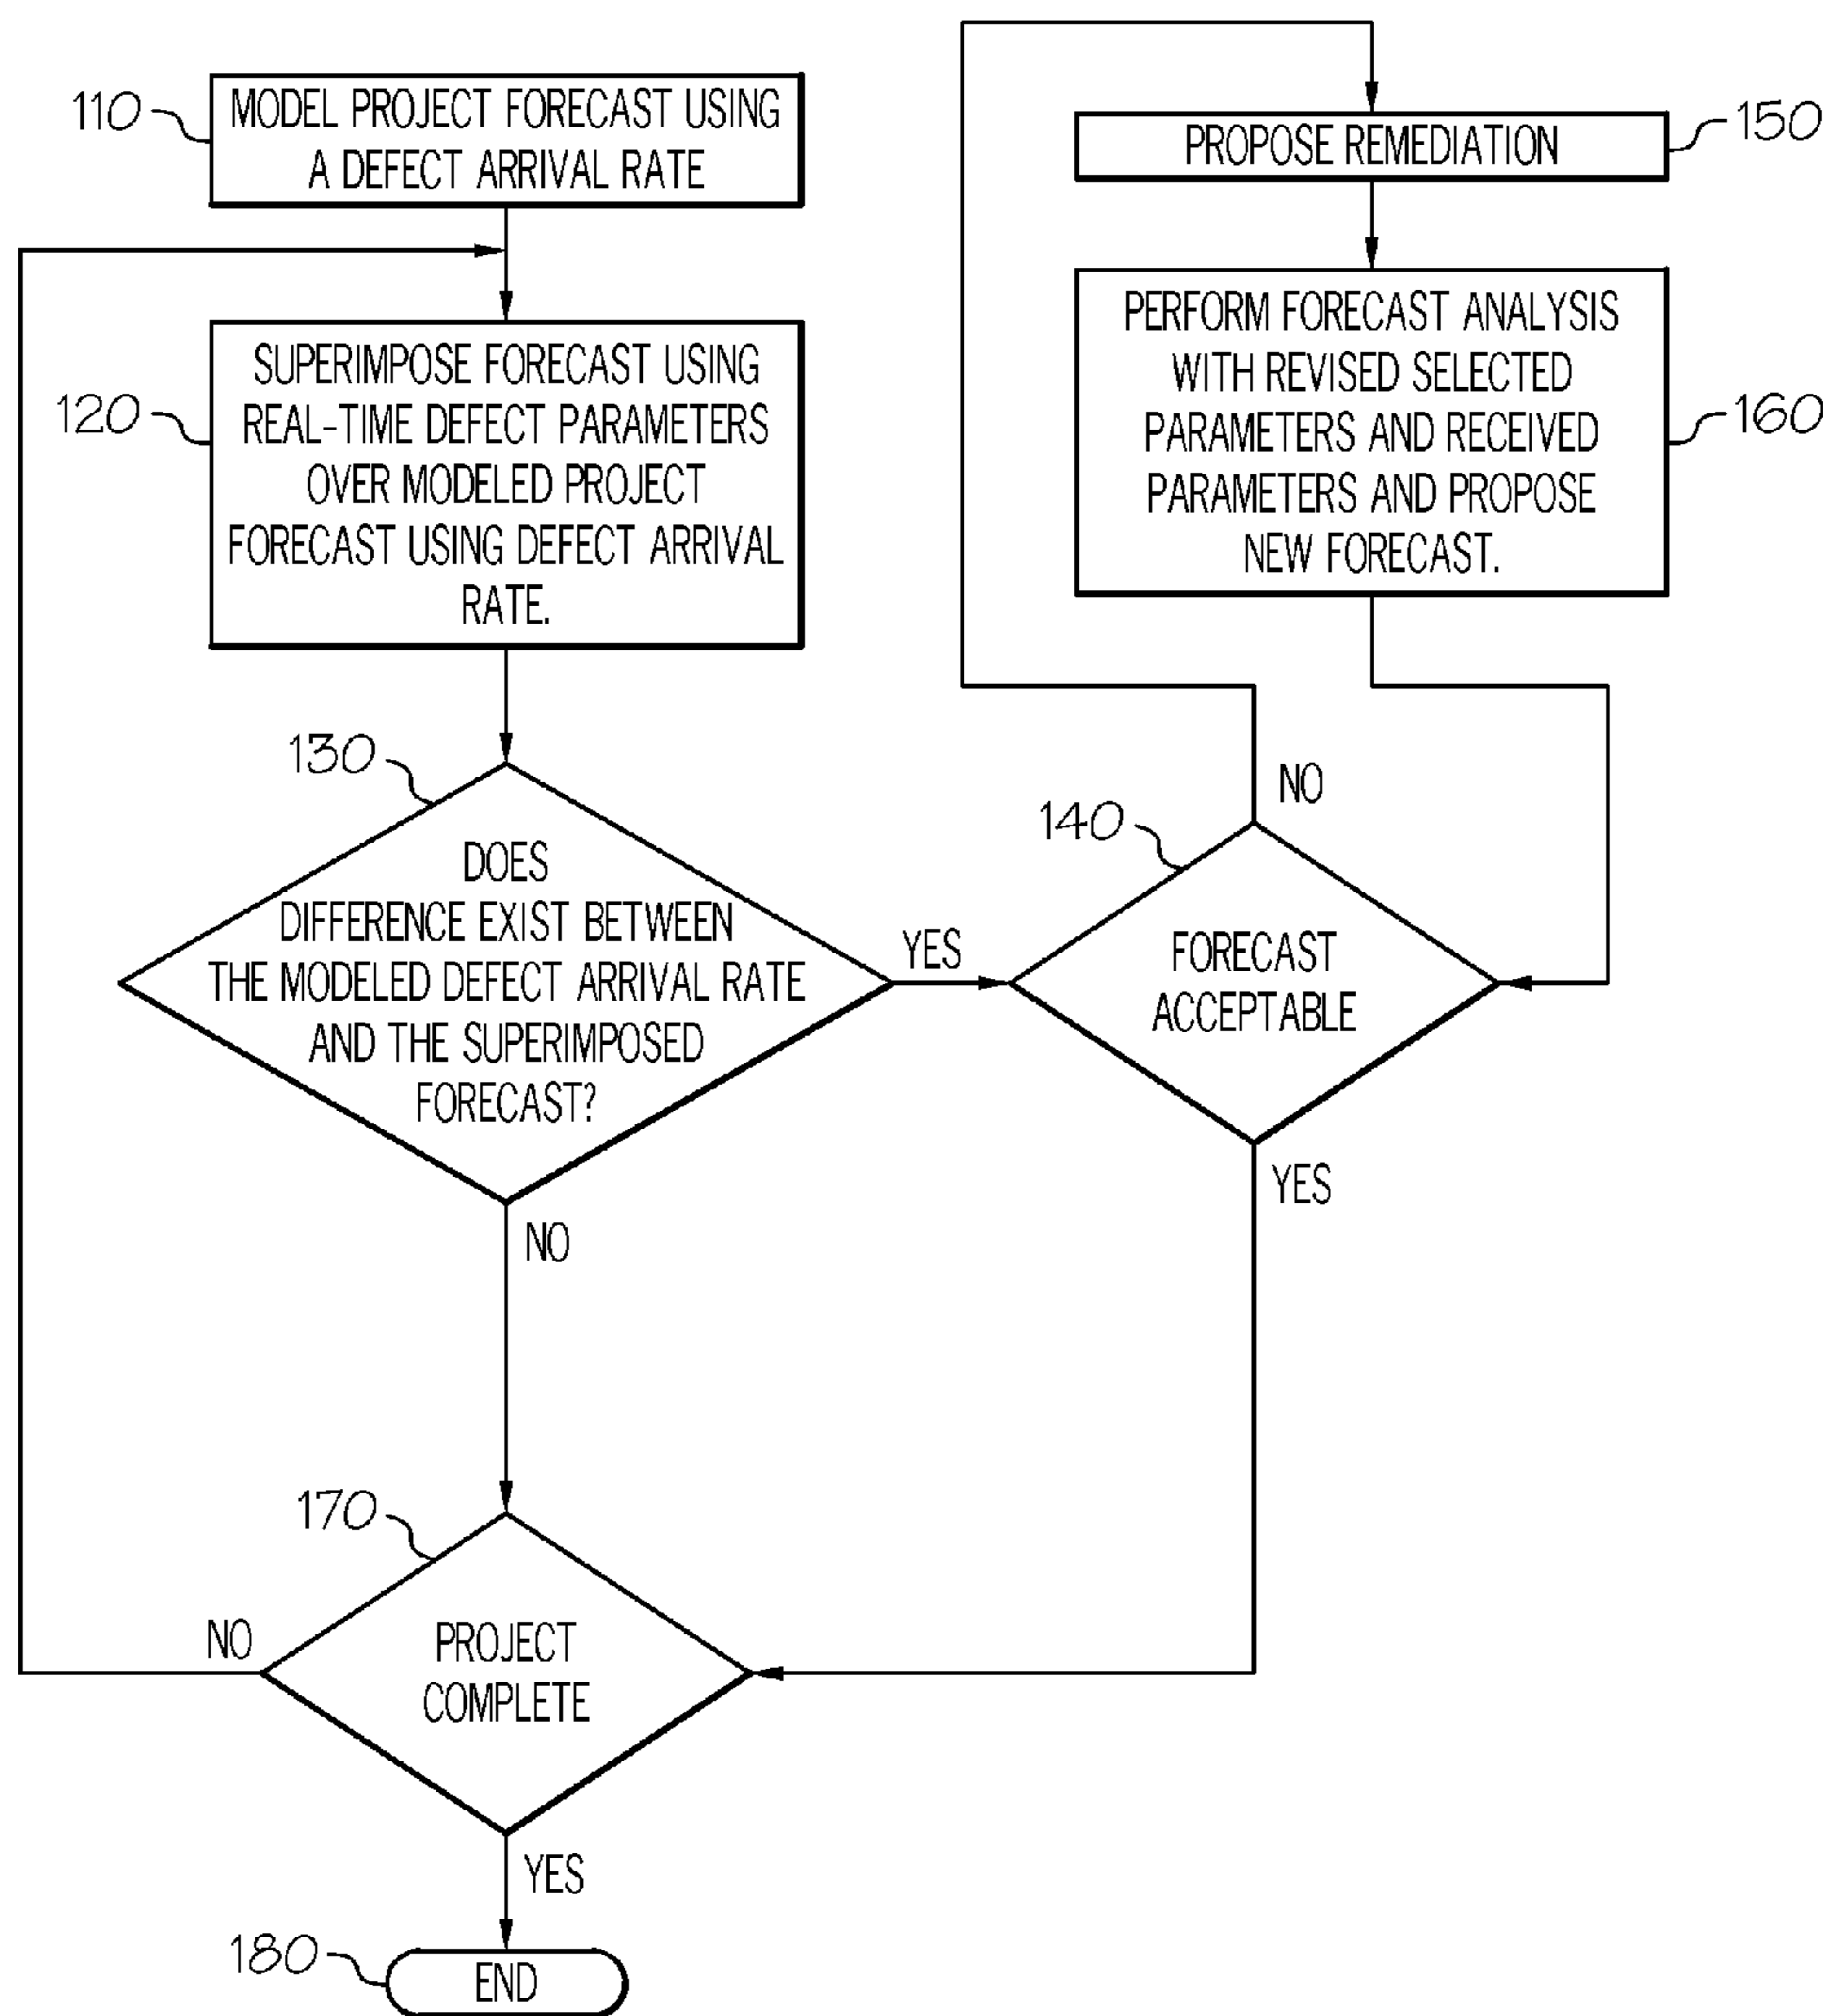 110
MODEL PROJECT FORECAST USING
A DEFECT ARRIVAL RATE
120
SUPERIMPOSE FORECAST USING
REAL-TIME DEFECT PARAMETERS
OVER MODELED PROJECT
FORECAST USING DEFECT ARRIVAL
RATE.
130
DOES
DIFFERENCE EXIST BETWEEN
THE MODELED DEFECT ARRIVAL RATE
AND THE SUPERIMPOSED
FORECAST?
YES
NO
140
FORECAST
ACCEPTABLE
NO
YES
150
PROPOSE REMEDIATION
160
PERFORM FORECAST ANALYSIS
WITH REVISED SELECTED
PARAMETERS AND RECEIVED
PARAMETERS AND PROPOSE
NEW FORECAST.
170
PROJECT
COMPLETE
NO
YES
180
END